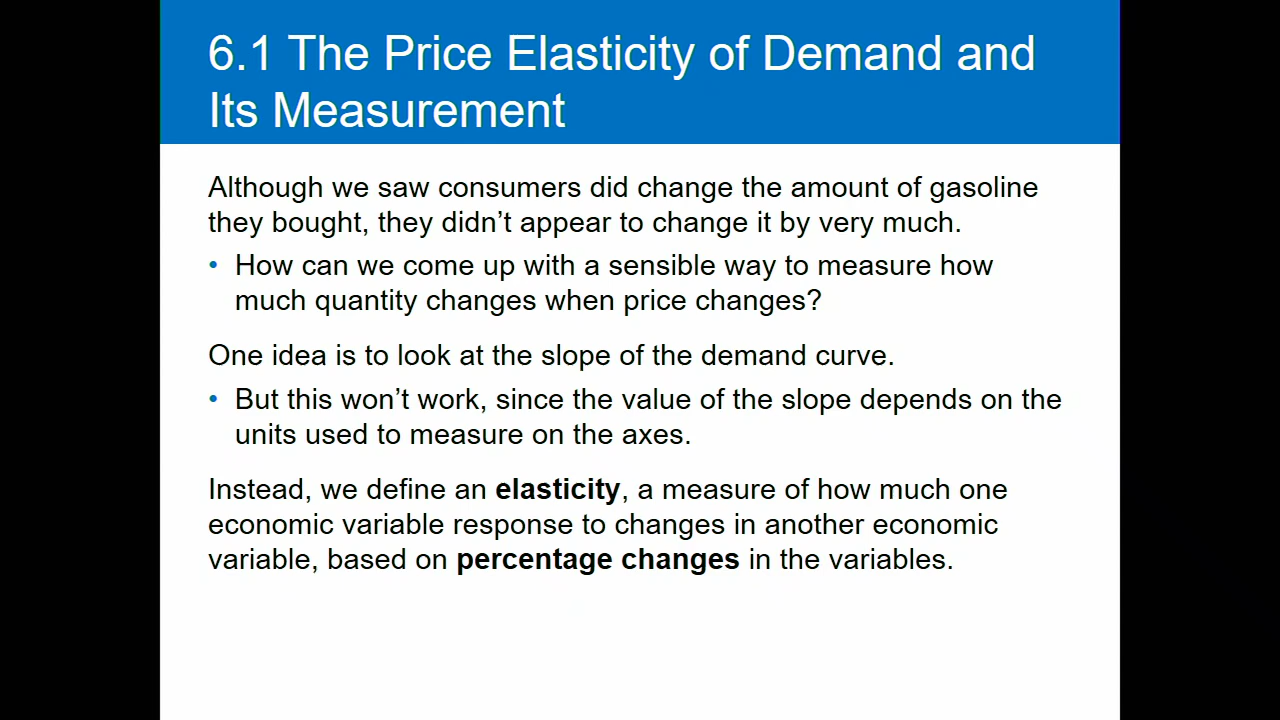 6.1 The Price Elasticity of Demand and
Its Measurement
Although we saw consumers did change the amount of gasoline
they bought, they didn’t appear to change it by very much.
• How can we come up with a sensible way to measure how
much quantity changes when price changes?
One idea is to look at the slope of the demand curve.
• But this won’t work, since the value of the slope depends on the
units used to measure on the axes.
Instead, we define an elasticity, a measure of how much one
economic variable response to changes in another economic
variable, based on percentage changes in the variables.